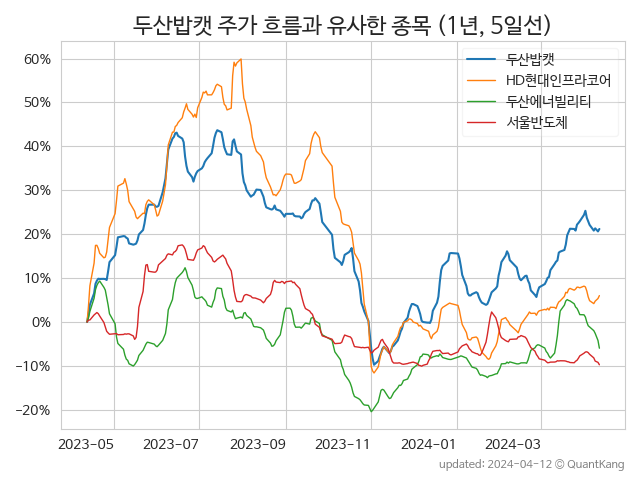 두산밥캣 주가 흐름과 유사한 종목 (1년, 5일선)
두산밥캣
HD현대인프라코어
두산에너빌리티
서울반도체
60%
50%
40%
30%
20%
10%
0%
−10%
−20%
2023-05 2023-07 2023-09 2023-11 2024-01 2024-03
updated: 2024-04-12 © QuantKang